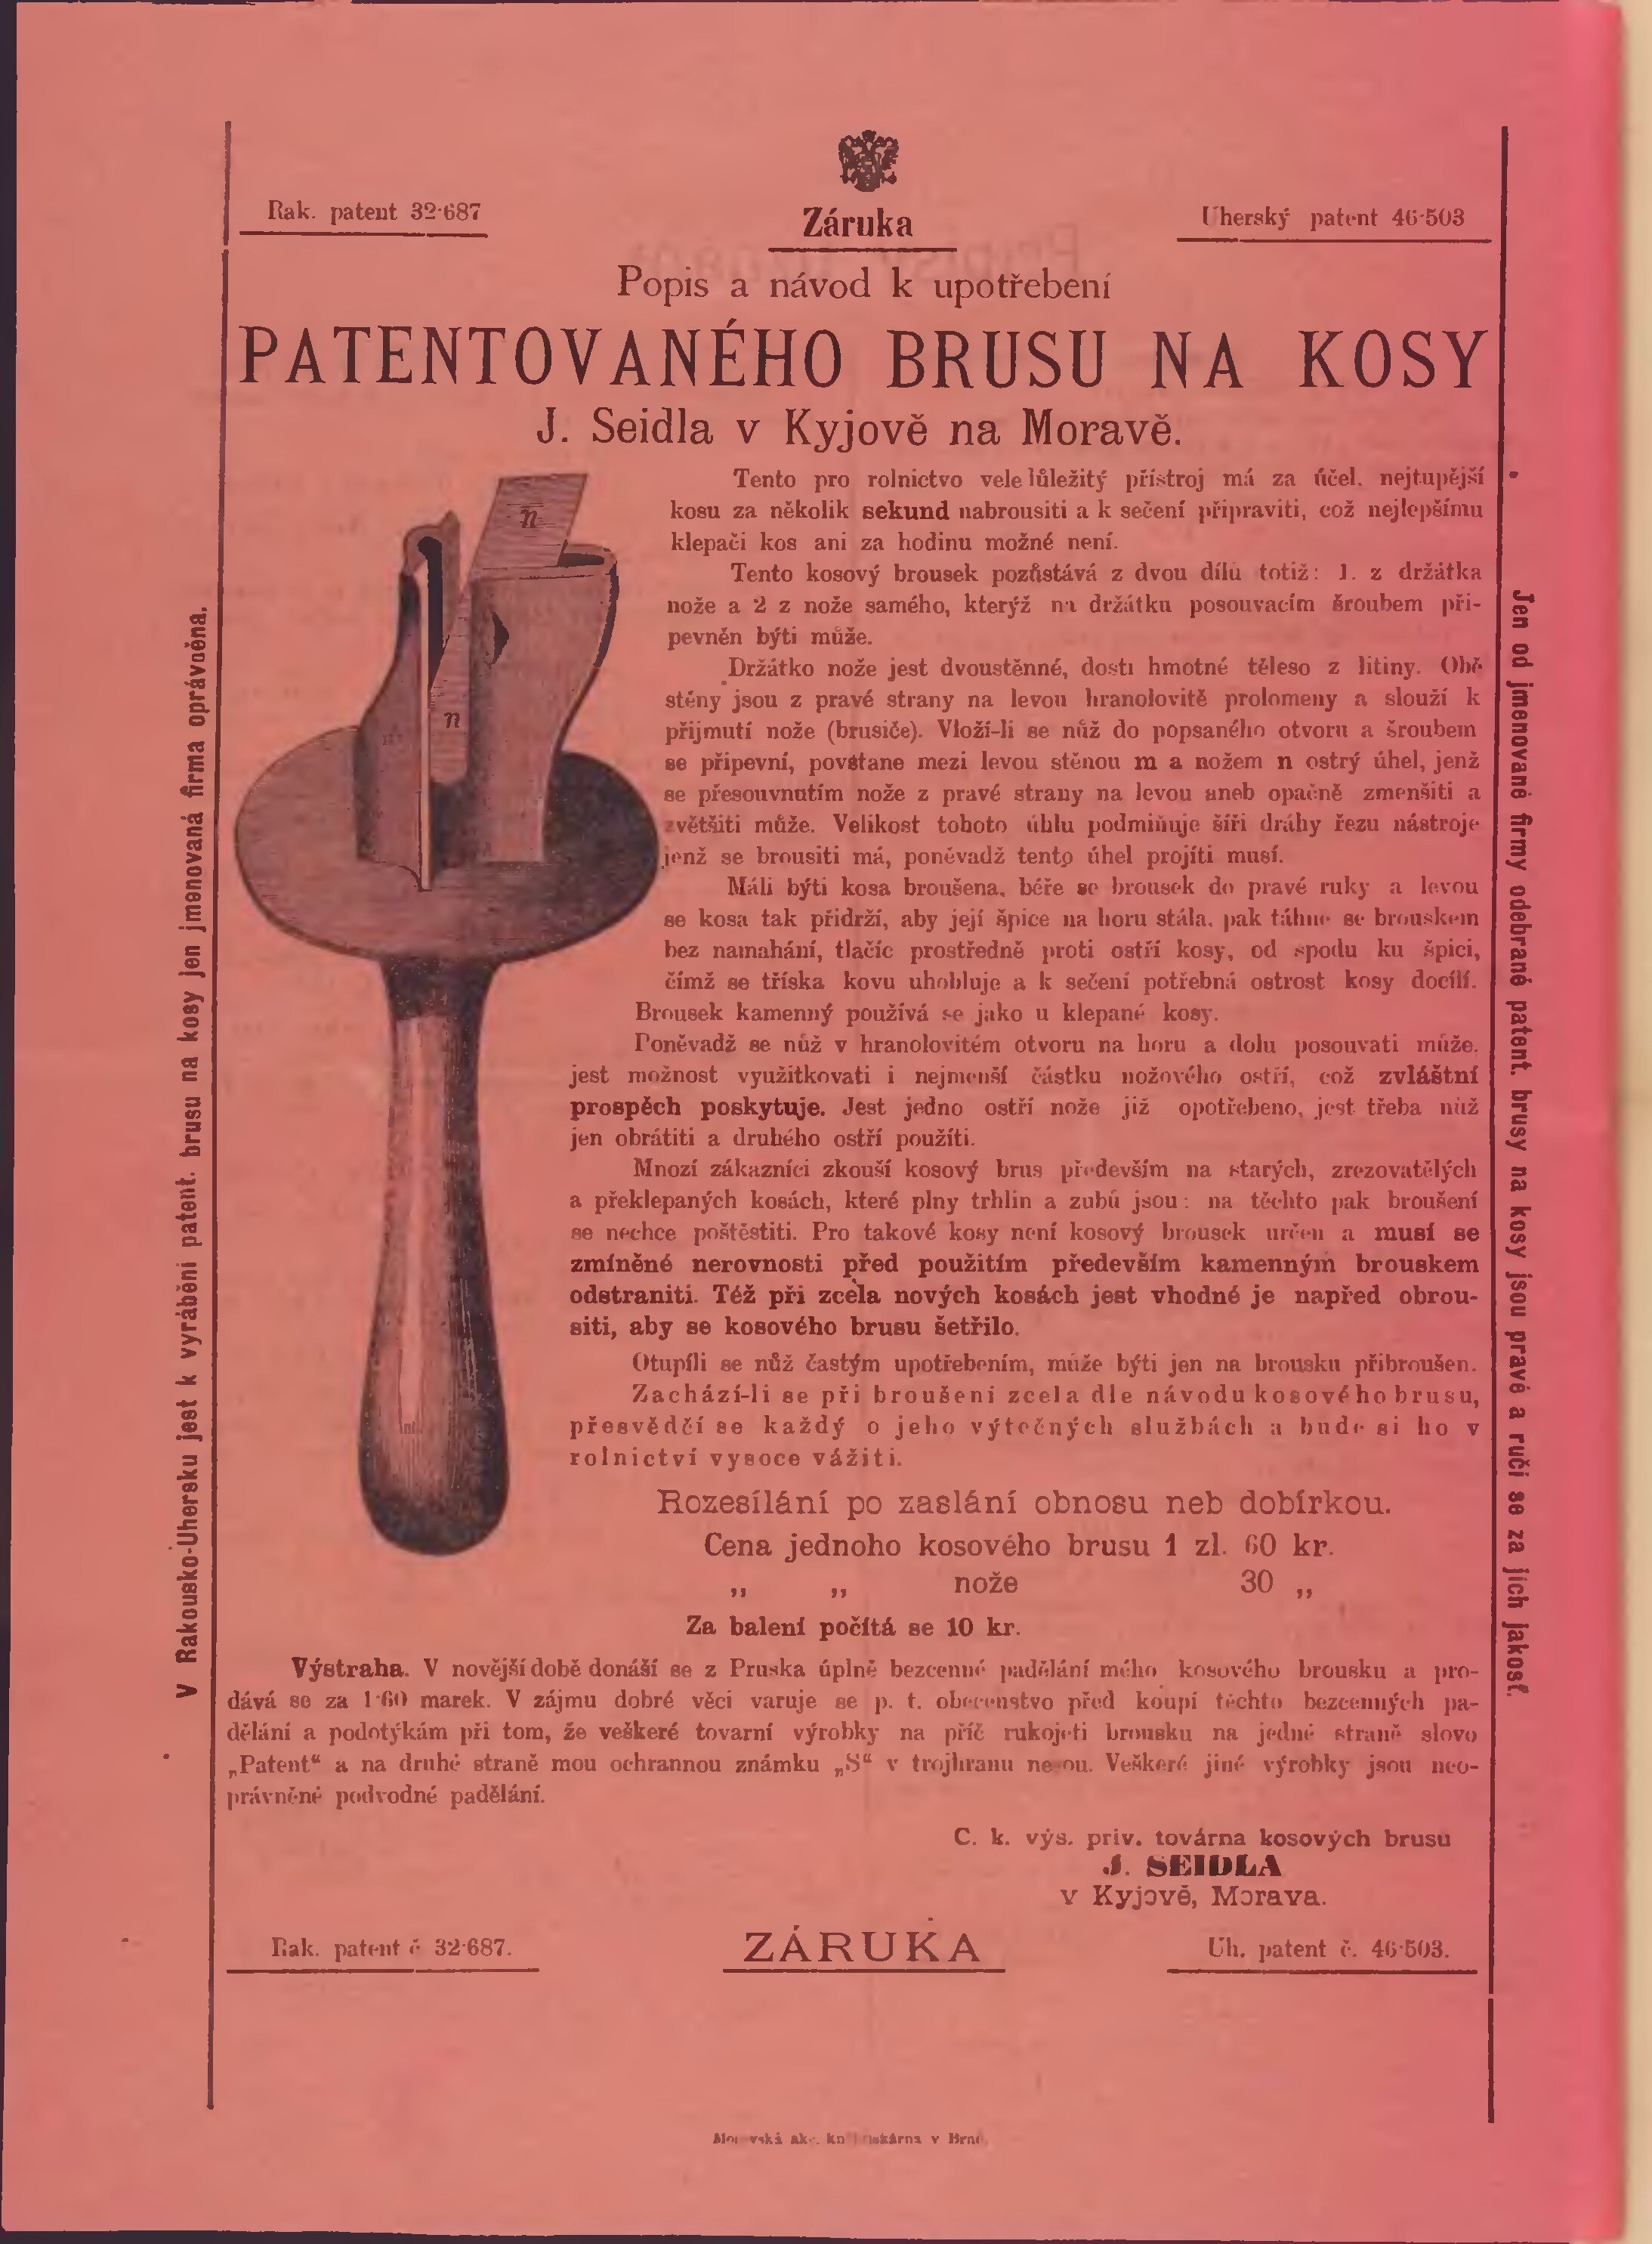 Rak. patent 32·687
Záruka
Uherský patent 46·503
Popis a návod k upotřebení
PATENTOVANÉHO BRUSU NA KOSY
J. Seidla v Kyjově na Moravě.
Tento pro rolnictvo veledůležitý přístroj má za účel, nejtupější
kosu za několik sekund nabrousiti a k sečení připraviti, což nejlepšímu
klepači kos ani za hodinu možné není.
Tento kosový brousek pozůstává z dvou dílů totiž: 1. z držátka
nože a 2 z nože samého, kterýž na držátku posouvacím šroubem při-
pevněn býti může.
Držátko nože jest dvoustěnné, dosti hmotné těleso z litiny. Obě
stěny jsou z pravé strany na levou hranolovitě prolomeny a slouží k
přijmutí nože (brusiče). Vloží-li se nůž do popsaného otvoru a šroubem
se připevní, povstane mezi levou stěnou m a nožem n ostrý úhel, jenž
se přesouvnutím nože z pravé strany na levou aneb opačně zmenšiti a
zvětšiti může. Velikost tohoto úhlu podmiňuje šíři dráhy řezu nástroje
jenž se brousiti má, poněvadž tento úhel projíti musí.
Máli býti kosa broušena, béře se brousek do pravé ruky a levou
se kosa tak přidrží, aby její špice na horu stála, pak táhne se brouskem
bez namahání, tlačíc prostředně proti ostří kosy, od spodu ku špici,
čímž se tříska kovu uhobluje a k sečení potřebná ostrost kosy docílí.
Brousek kamenný používá se jako u klepané kosy.
Poněvadž se nůž v hranolovitém otvoru na horu a dolu posouvati může,
jest možnost využitkovati i nejmenší částku nožového ostří, což zvláštní
prospěch poskytuje. Jest jedno ostří nože již opotřebeno, jest třeba nůž
jen obrátiti a druhého ostří použíti.
Mnozí zákazníci zkouší kosový brus především na starých, zrezovatělých
a překlepaných kosách, které plny trhlin a zubů jsou: na těchto pak broušení
se nechce poštěstiti. Pro takové kosy není kosový brousek určen a musí se
zmíněné nerovnosti před použitím především kamenným brouskem
odstraniti. Též při zcela nových kosách jest vhodné je napřed obrou-
siti, aby se kosového brusu šetřilo.
Otupíli se nůž častým upotřebením, může býti jen na brousku přibroušen.
Zachází-li se při broušení zcela dle návodu kosového brusu,
přesvědčí se každý o jeho výtečných službách a bude si ho v
rolnictví vysoce vážiti.
Rozesílání po zaslání obnosu neb dobírkou.
Cena jednoho kosového brusu 1 zl. 60 kr.
„ „ nože 30 „
Za balení počítá se 10 kr.
Výstraha. V novější době donáší se z Pruska úplně bezcenné padělání mého kosového brousku a pro-
dává se za 1·60 marek. V zájmu dobré věci varuje se p. t. obecenstvo před koupí těchto bezcenných pa-
dělání a podotýkám při tom, že veškeré tovarní výrobky na příč rukojeti brousku na jedné straně slovo
„Patent“ a na druhé straně mou ochrannou známku „S“ v trojhranu nesou. Veškeré jiné výrobky jsou neo-
právněné podvodné padělání.
C. k. výs. priv. továrna kosových brusů
J. SEIDLA
v Kyjově, Morava.
Rak. patent č 32·687.
ZÁRUKA
Uh. patent č. 46·503.
V Rakousko-Uhersku jest k vyrábění patent. brusu na kosy jen jmenovaná firma oprávněna.
Jen od jmenované firmy odebrané patent. brusy na kosy jsou pravé a ručí se za jich jakosť.
n
n
m
Moravská akc. knihtiskárna v Brně.